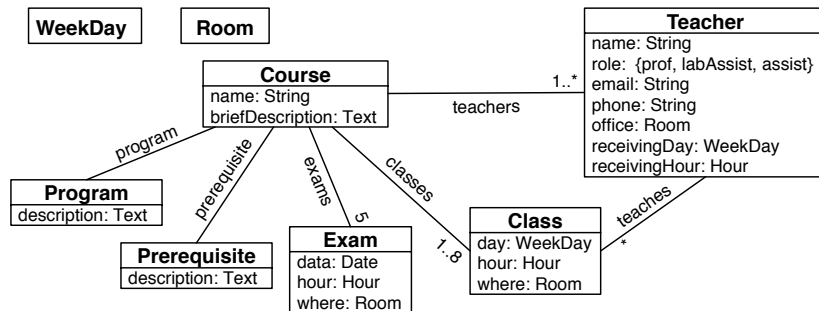 WeekDay
Room
Teacher
name: String
role: {prof, labAssist, assist}
email: String
phone: String
office: Room
receivingDay: WeekDay
receivingHour: Hour
Course
name: String
briefDescription: Text
1..*
teachers
program
prerequisite
exams
5
classes
1..8
teaches
*
Program
description: Text
Prerequisite
description: Text
Exam
data: Date
hour: Hour
where: Room
Class
day: WeekDay
hour: Hour
where: Room